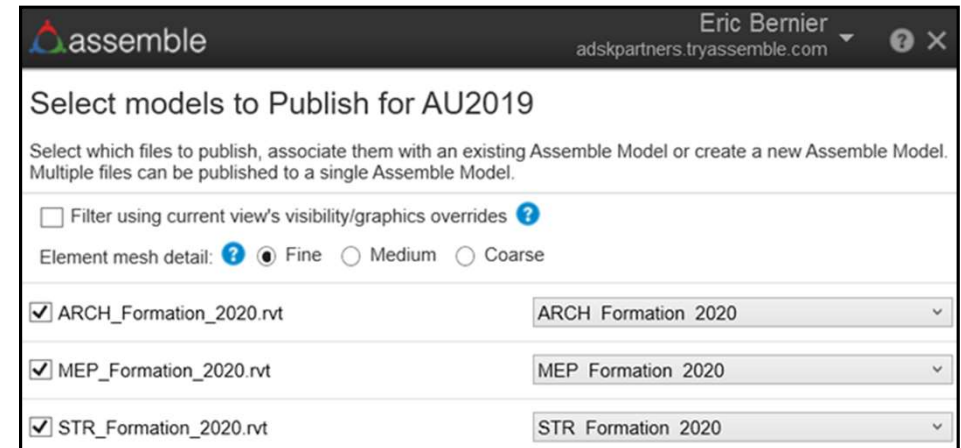 assemble
Eric Bernier
adskpartners.tryassemble.com
?
Select models to Publish for AU2019
Select which files to publish, associate them with an existing Assemble Model or create a new Assemble Model.
Multiple files can be published to a single Assemble Model.
Filter using current view's visibility/graphics overrides ?
Element mesh detail: ? Fine Medium Coarse
ARCH_Formation_2020.rvt ARCH Formation 2020
MEP_Formation_2020.rvt MEP Formation 2020
STR_Formation_2020.rvt STR Formation 2020